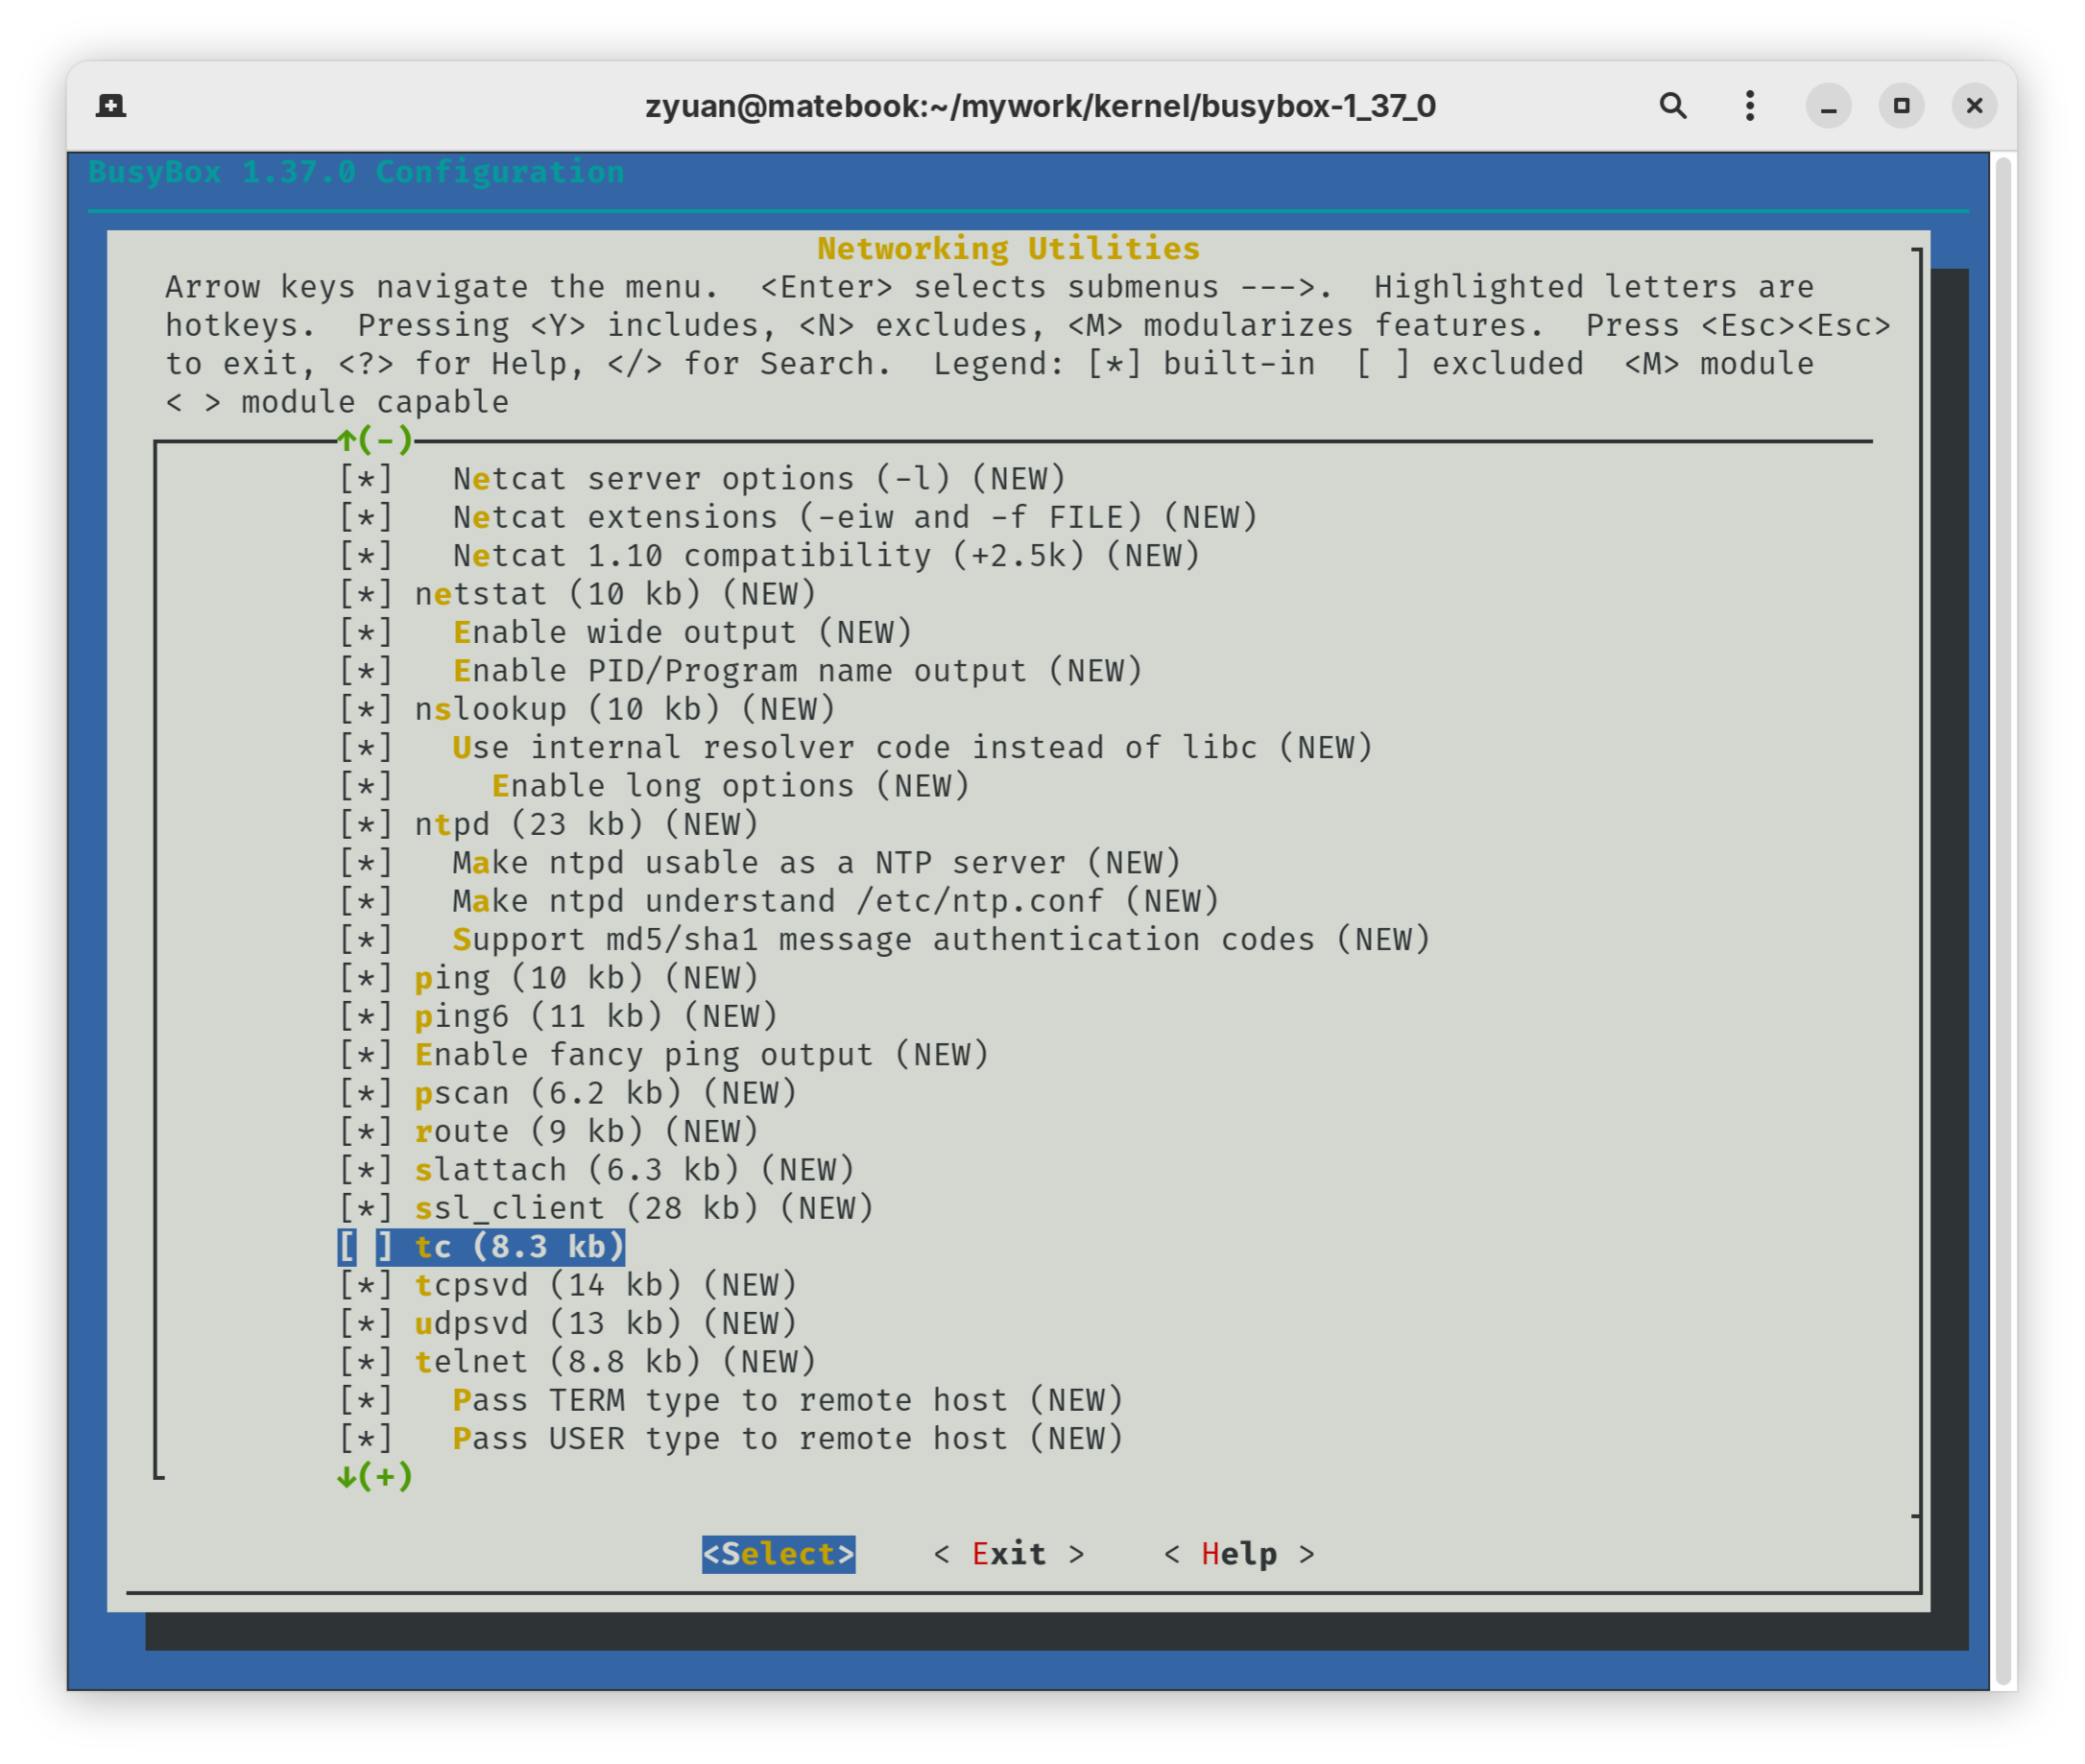 zyuan@matebook:~/mywork/kernel/busybox-1_37_0
BusyBox 1.37.0 Configuration
Networking Utilities
Arrow keys navigate the menu.  <Enter> selects submenus --->.  Highlighted letters are
hotkeys.  Pressing <Y> includes, <N> excludes, <M> modularizes features.  Press <Esc><Esc>
to exit, <?> for Help, </> for Search.  Legend: [*] built-in  [ ] excluded  <M> module
< > module capable
↑(-)
[*]   Netcat server options (-l) (NEW)
[*]   Netcat extensions (-eiw and -f FILE) (NEW)
[*]   Netcat 1.10 compatibility (+2.5k) (NEW)
[*] netstat (10 kb) (NEW)
[*]   Enable wide output (NEW)
[*]   Enable PID/Program name output (NEW)
[*] nslookup (10 kb) (NEW)
[*]   Use internal resolver code instead of libc (NEW)
[*]     Enable long options (NEW)
[*] ntpd (23 kb) (NEW)
[*]   Make ntpd usable as a NTP server (NEW)
[*]   Make ntpd understand /etc/ntp.conf (NEW)
[*]   Support md5/sha1 message authentication codes (NEW)
[*] ping (10 kb) (NEW)
[*] ping6 (11 kb) (NEW)
[*] Enable fancy ping output (NEW)
[*] pscan (6.2 kb) (NEW)
[*] route (9 kb) (NEW)
[*] slattach (6.3 kb) (NEW)
[*] ssl_client (28 kb) (NEW)
[ ] tc (8.3 kb)
[*] tcpsvd (14 kb) (NEW)
[*] udpsvd (13 kb) (NEW)
[*] telnet (8.8 kb) (NEW)
[*]   Pass TERM type to remote host (NEW)
[*]   Pass USER type to remote host (NEW)
↓(+)
<Select>    < Exit >    < Help >